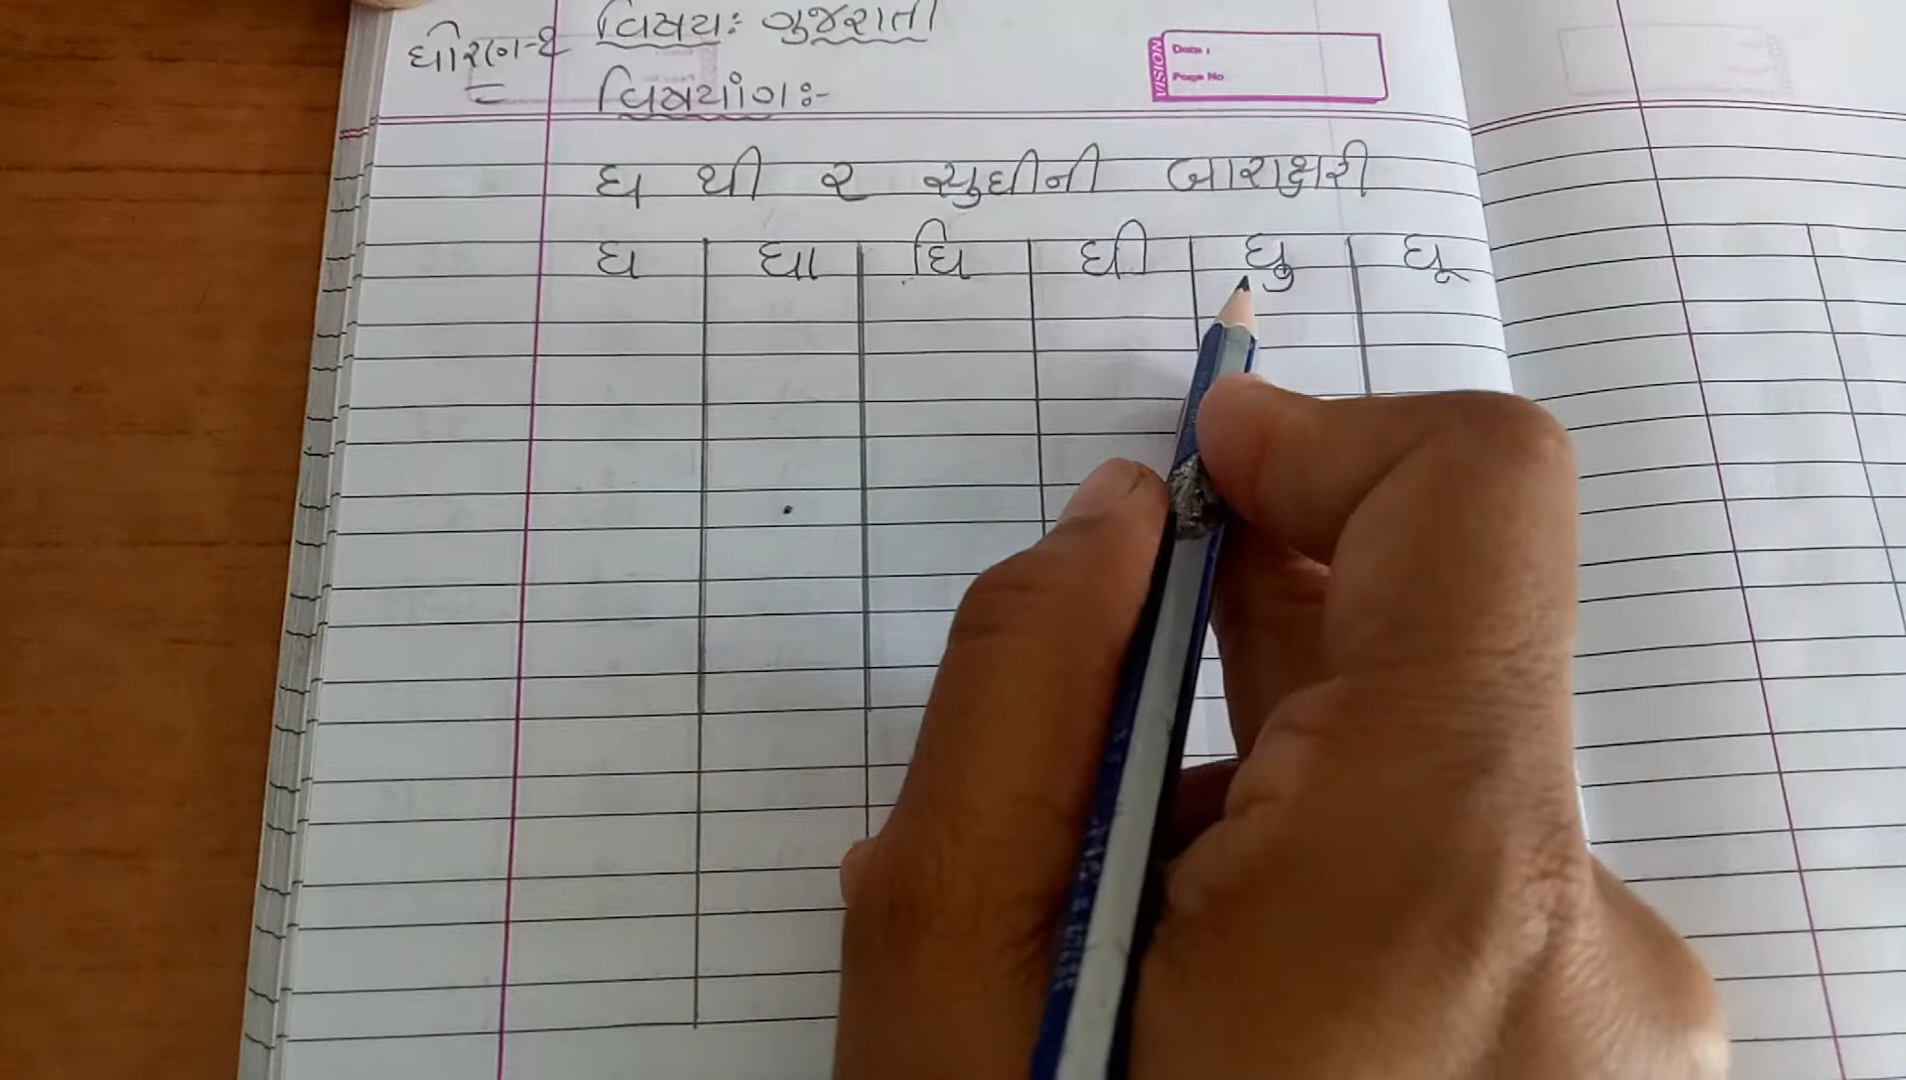 વિષય: ગુજરાતી
ધોરણ-૨
વિષયાંગ:-
VISION
Date :
Page No
ઘ થી ર સુધીની બારાક્ષરી
ઘ ઘા ઘિ ઘી ઘુ ઘૂ